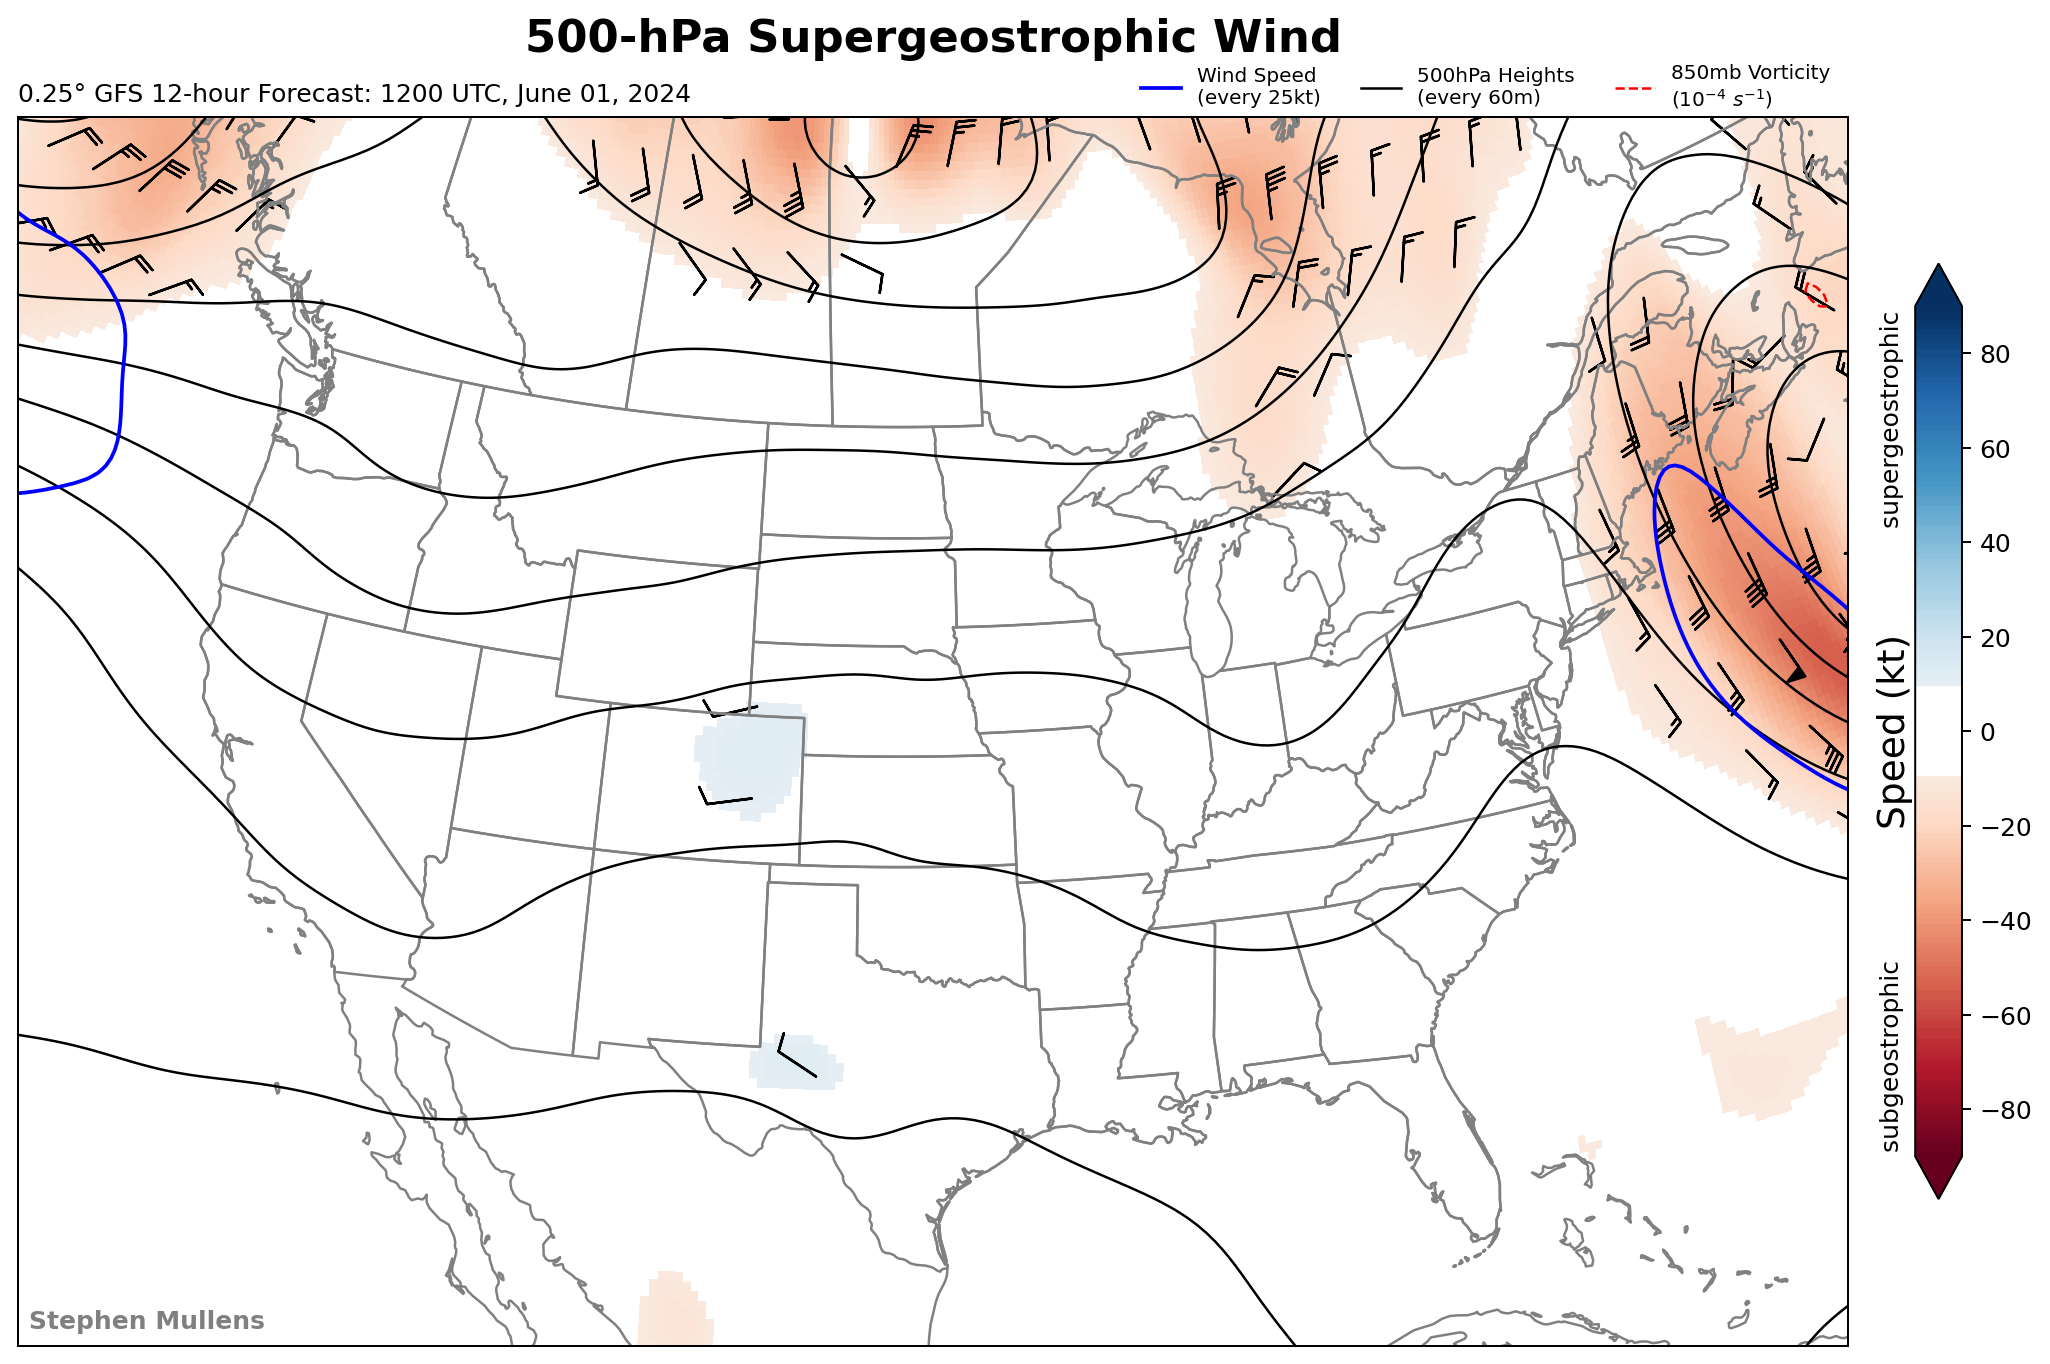 500-hPa Supergeostrophic Wind
0.25° GFS 12-hour Forecast: 1200 UTC, June 01, 2024
Wind Speed
(every 25kt)
500hPa Heights
(every 60m)
850mb Vorticity
(10⁻⁴ s⁻¹)
supergeostrophic
Speed (kt)
subgeostrophic
80
60
40
20
0
−20
−40
−60
−80
Stephen Mullens